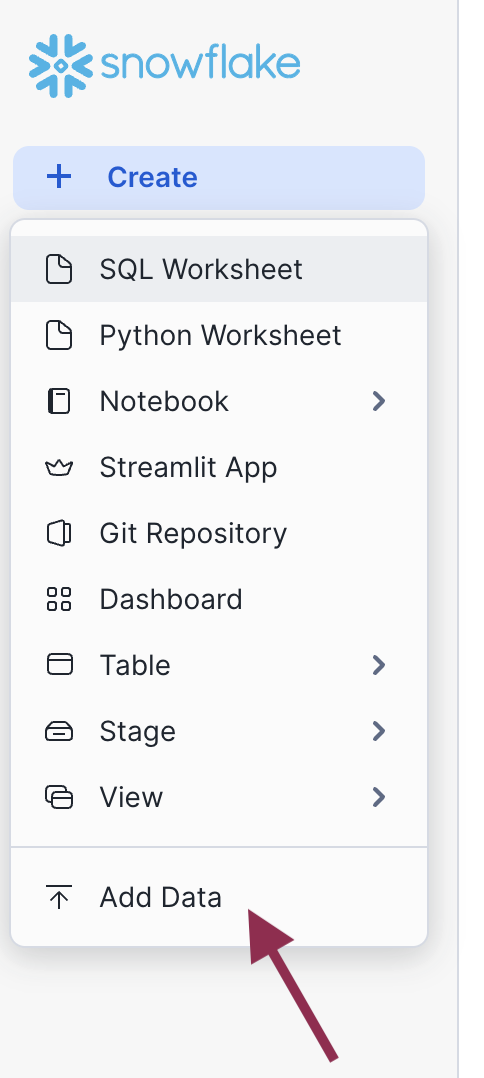 snowflake
Create
SQL Worksheet
Python Worksheet
Notebook
Streamlit App
Git Repository
Dashboard
Table
Stage
View
Add Data